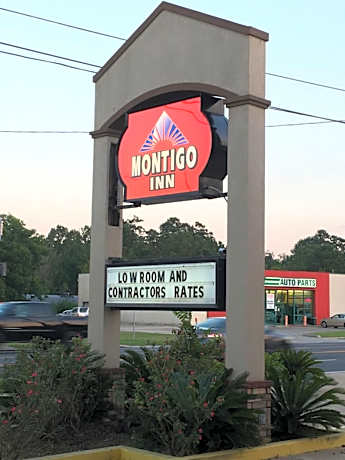 MONTIGO
INN
LOW ROOM AND
CONTRACTORS RATES
AUTO PARTS